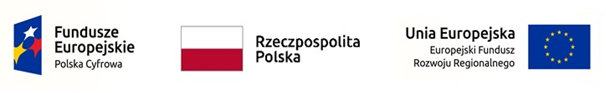 Fundusze
Europejskie
Polska Cyfrowa
Rzeczpospolita
Polska
Unia Europejska
Europejski Fundusz
Rozwoju Regionalnego